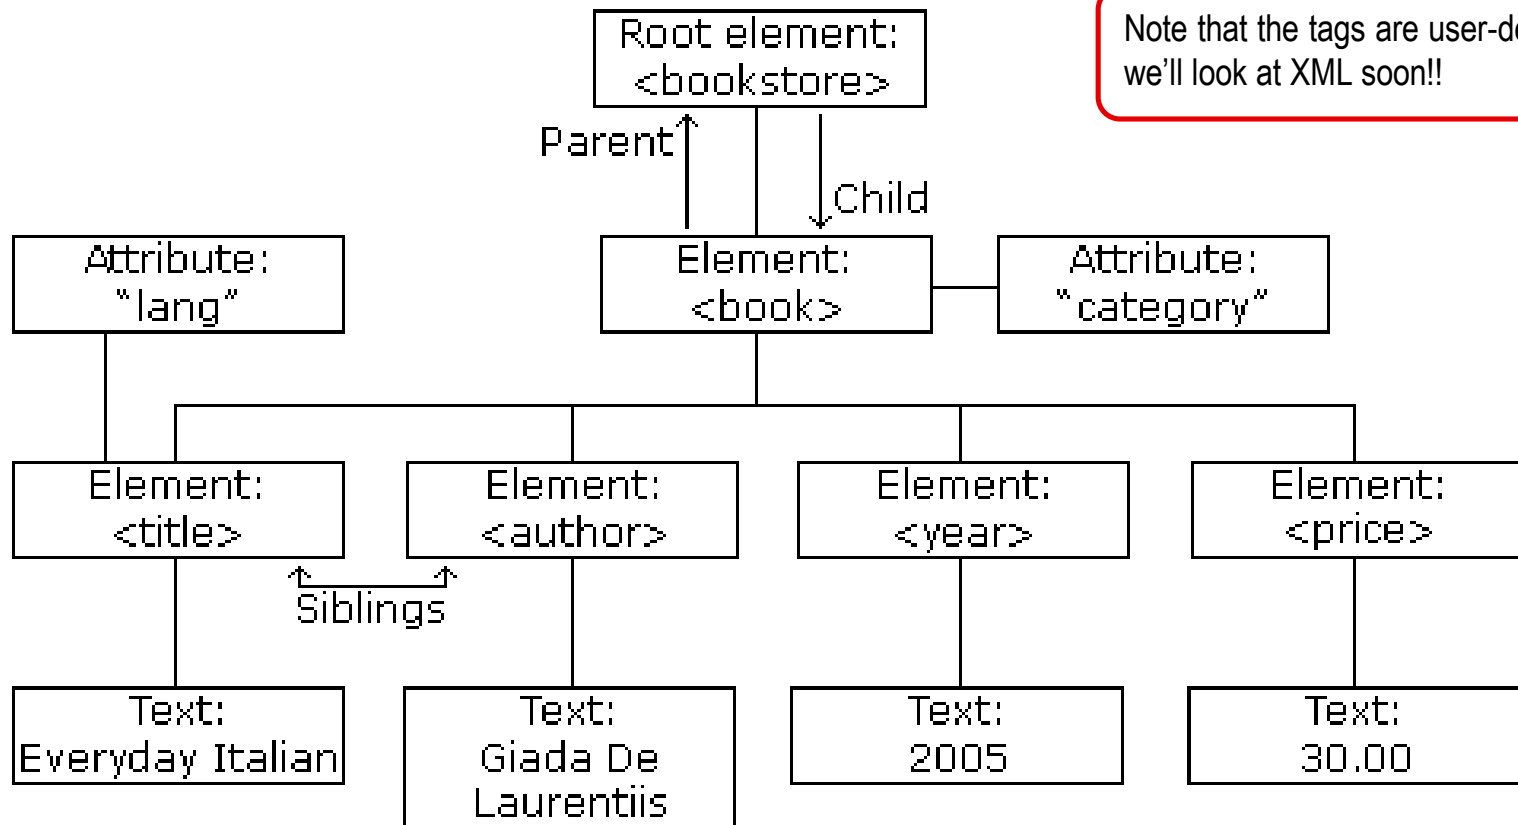 Root element:
<bookstore>
Note that the tags are user-de
we'll look at XML soon!!
Parent
Child
Attribute:
"lang"
Element:
<book>
Attribute:
"category"
Element:
<title>
Element:
<author>
Element:
<year>
Element:
<price>
Siblings
Text:
Everyday Italian
Text:
Giada De
Laurentiis
Text:
2005
Text:
30.00